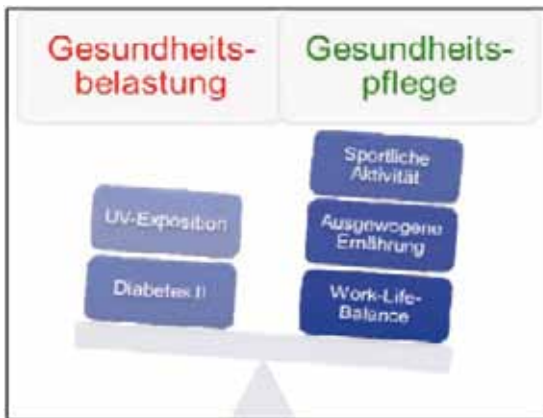 Gesundheits-
belastung
Gesundheits-
pflege
Sportliche
Aktivität
UV-Exposition
Ausgewogene
Ernährung
Diabetes II
Work-Life-
Balance